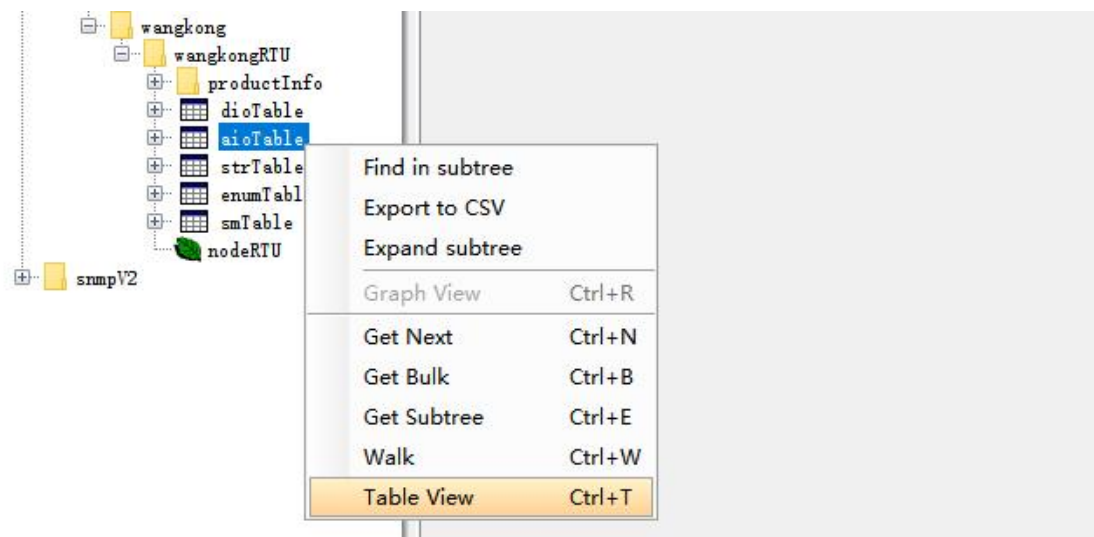 wangkong
wangkongRTU
productInfo
dioTable
aioTable
strTable
enumTabl
smTable
nodeRTU
snmpV2
Find in subtree
Export to CSV
Expand subtree
Graph View Ctrl+R
Get Next Ctrl+N
Get Bulk Ctrl+B
Get Subtree Ctrl+E
Walk Ctrl+W
Table View Ctrl+T